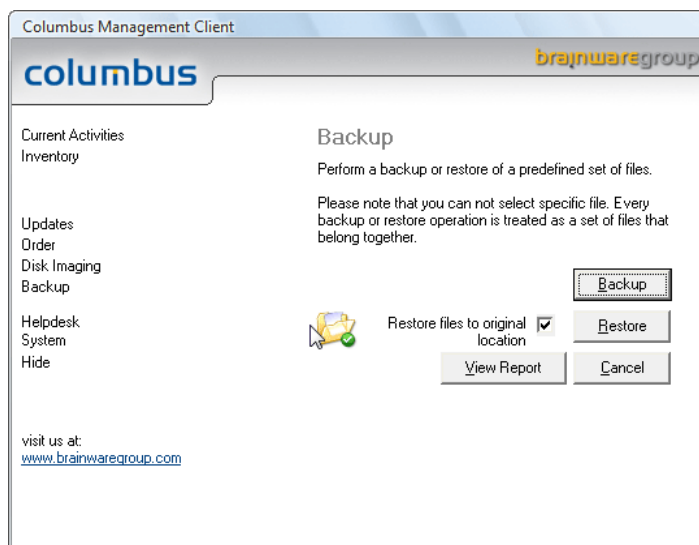 Columbus Management Client
columbus
brainwaregroup
Current Activities
Inventory
Updates
Order
Disk Imaging
Backup
Helpdesk
System
Hide
visit us at:
www.brainwaregroup.com
Backup
Perform a backup or restore of a predefined set of files.
Please note that you can not select specific file. Every
backup or restore operation is treated as a set of files that
belong together.
Backup
Restore files to original
location
Restore
View Report
Cancel